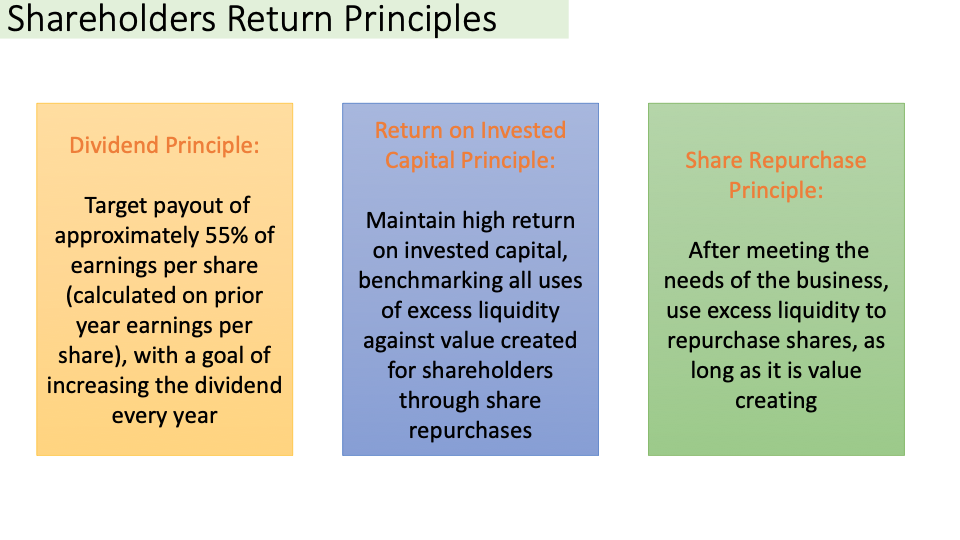 Shareholders Return Principles
Dividend Principle:
Target payout of
approximately 55% of
earnings per share
(calculated on prior
year earnings per
share), with a goal of
increasing the dividend
every year
Return on Invested
Capital Principle:
Maintain high return
on invested capital,
benchmarking all uses
of excess liquidity
against value created
for shareholders
through share
repurchases
Share Repurchase
Principle:
After meeting the
needs of the business,
use excess liquidity to
repurchase shares, as
long as it is value
creating